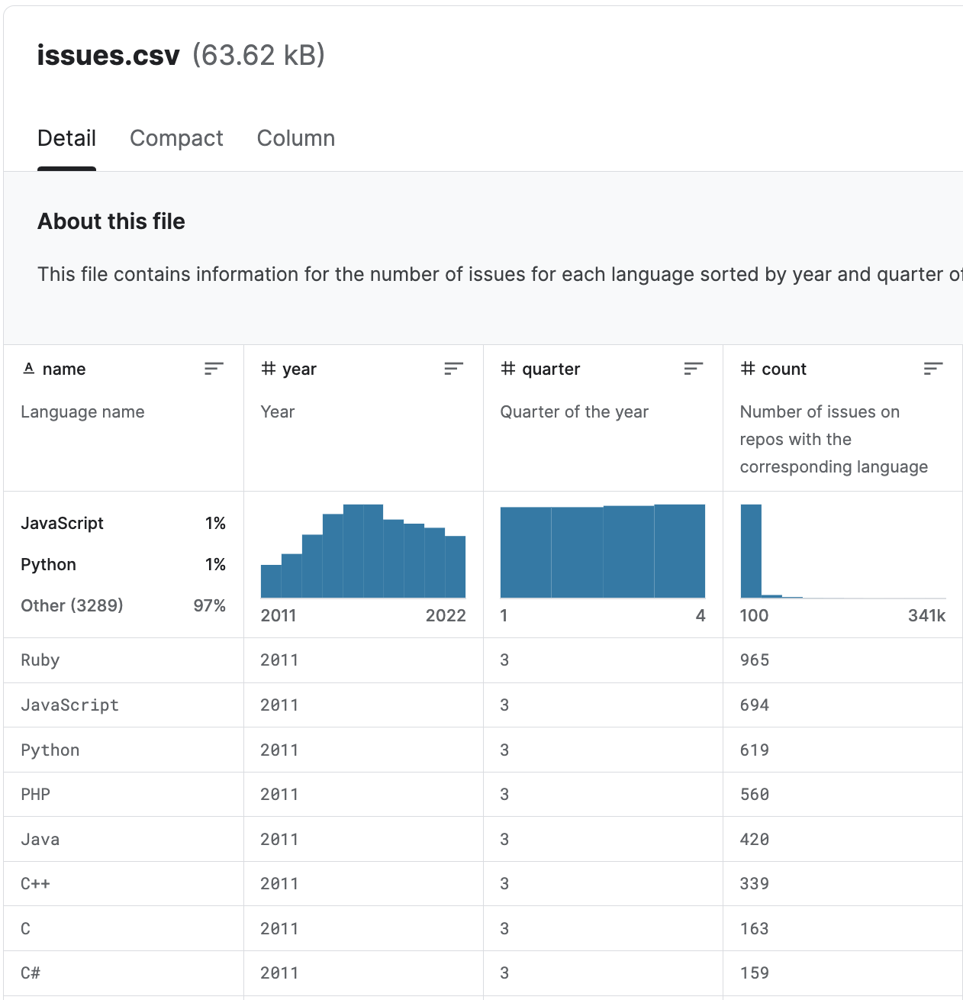 issues.csv (63.62 kB)
Detail Compact Column
About this file
This file contains information for the number of issues for each language sorted by year and quarter of
name year quarter count
Language name Year Quarter of the year Number of issues on
repos with the
corresponding language
JavaScript 1%
Python 1%
Other (3289) 97%
2011 2022 1 4 100 341k
Ruby 2011 3 965
JavaScript 2011 3 694
Python 2011 3 619
PHP 2011 3 560
Java 2011 3 420
C++ 2011 3 339
C 2011 3 163
C# 2011 3 159